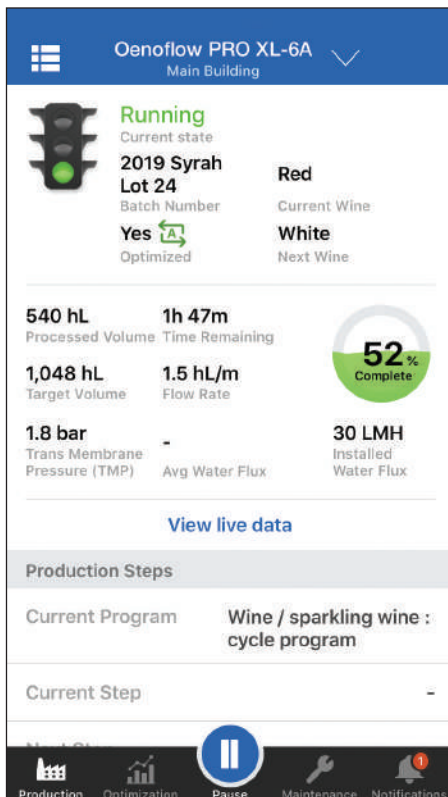 Oenoflow PRO XL-6A
Main Building
Running
Current state
2019 Syrah
Lot 24
Batch Number
Red
Current Wine
Yes A
Optimized
White
Next Wine
540 hL
Processed Volume
1h 47m
Time Remaining
52%
Complete
1,048 hL
Target Volume
1.5 hL/m
Flow Rate
1.8 bar
Trans Membrane
Pressure (TMP)
-
Avg Water Flux
30 LMH
Installed
Water Flux
View live data
Production Steps
Current Program
Wine / sparkling wine :
cycle program
Current Step
-
Production
Optimization
Pause
Maintenance
1
Notifications